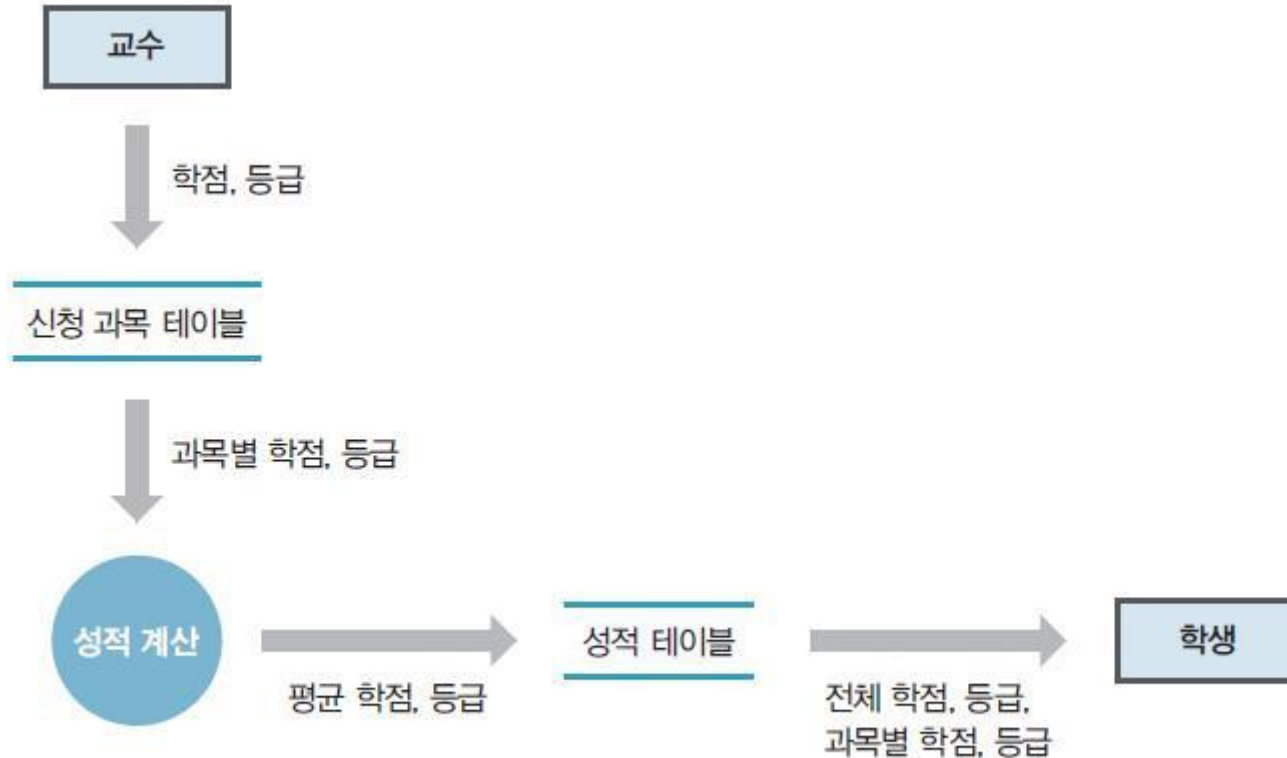 교수
학점, 등급
신청 과목 테이블
과목별 학점, 등급
성적 계산
평균 학점, 등급
성적 테이블
전체 학점, 등급,
과목별 학점, 등급
학생